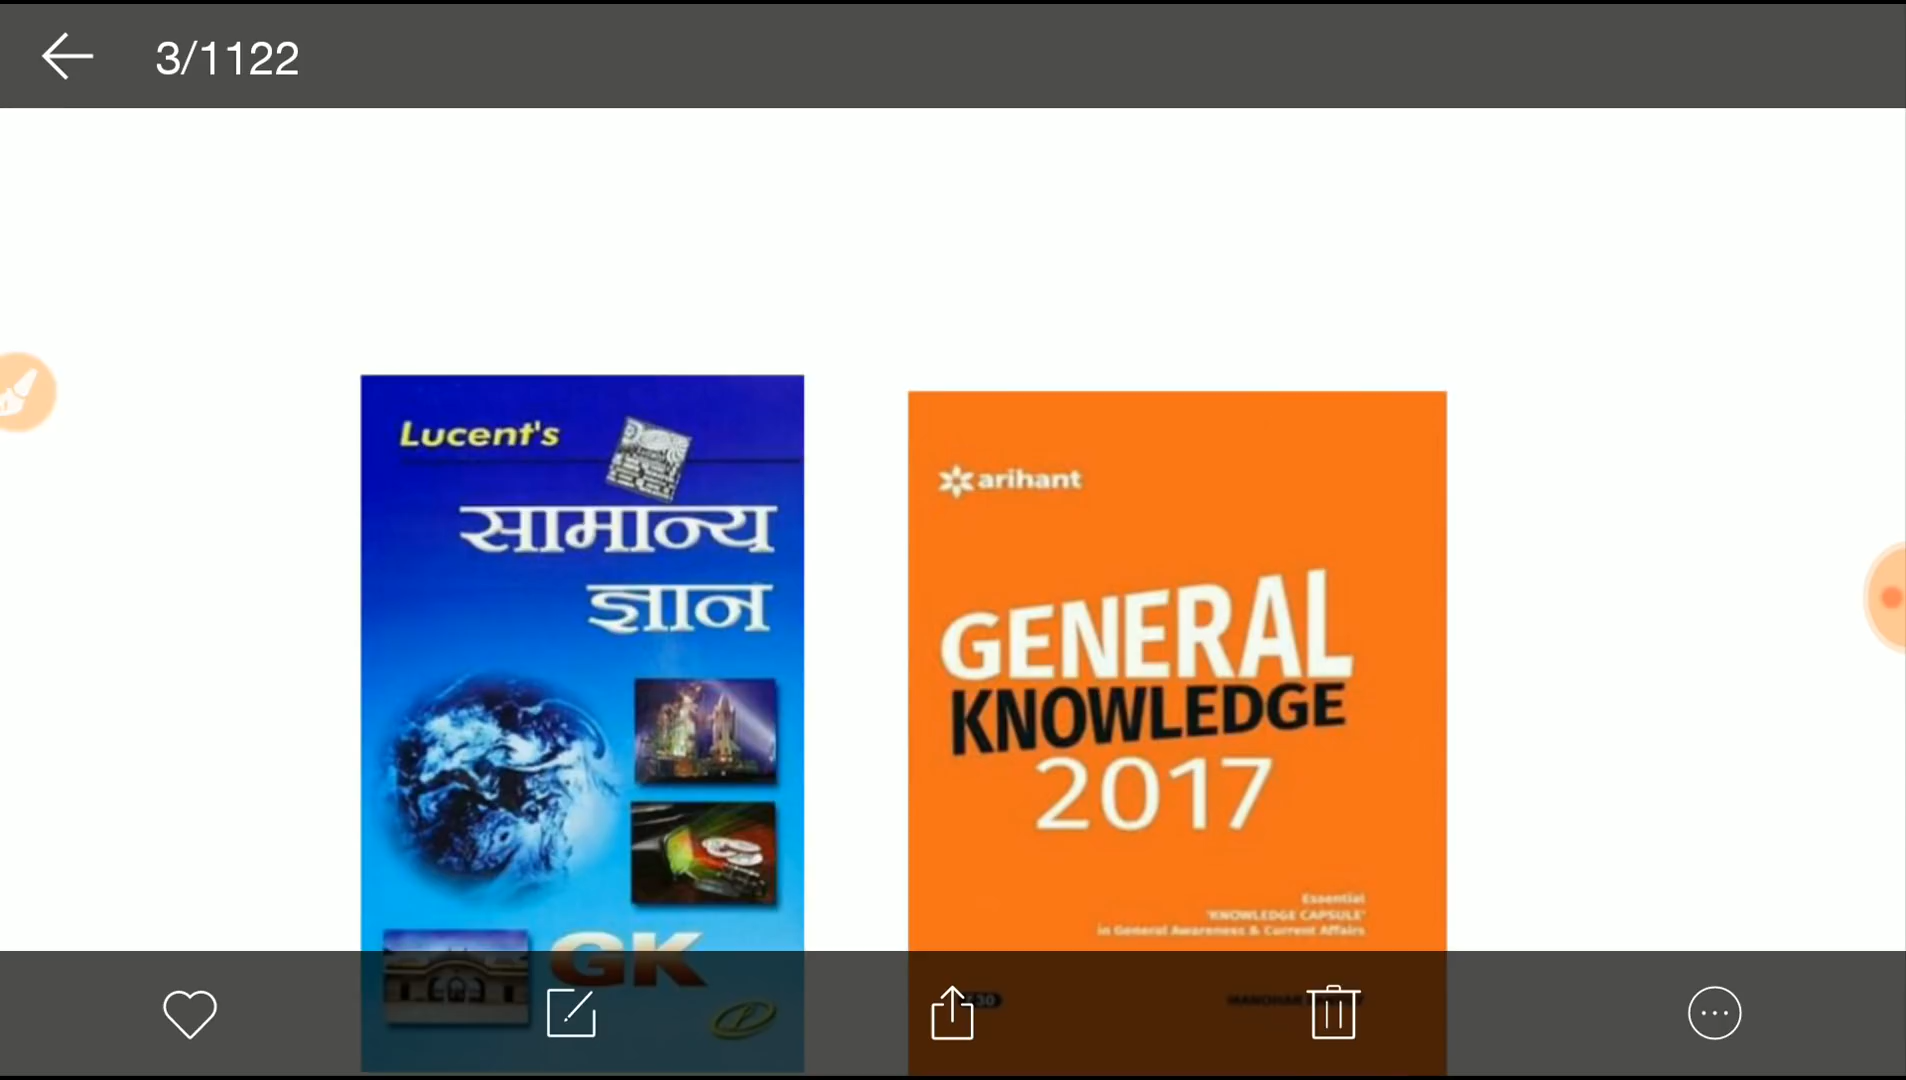 3/1122
Lucent's
सामान्य
ज्ञान
GK
arihant
GENERAL
KNOWLEDGE
2017
Essential
'KNOWLEDGE CAPSULE'
in General Awareness & Current Affairs